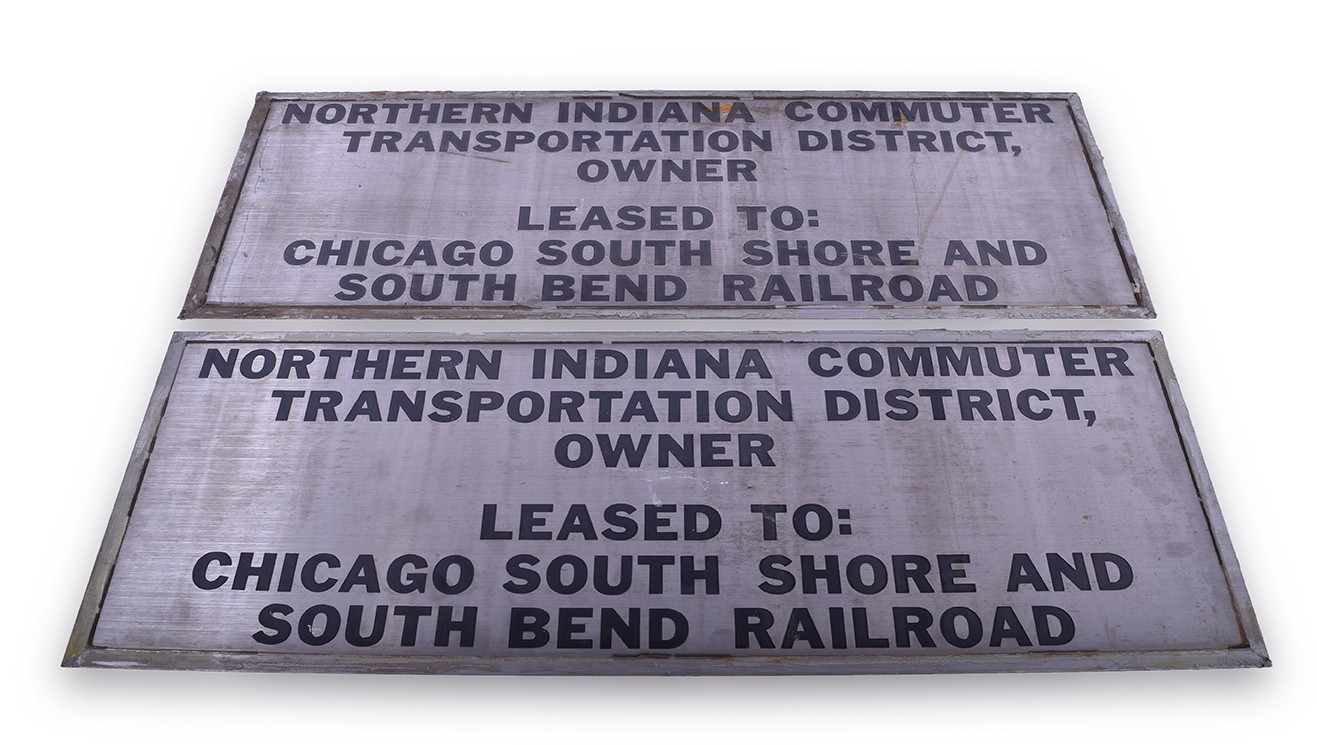 NORTHERN INDIANA COMMUTER
TRANSPORTATION DISTRICT,
OWNER
LEASED TO:
CHICAGO SOUTH SHORE AND
SOUTH BEND RAILROAD
NORTHERN INDIANA COMMUTER
TRANSPORTATION DISTRICT,
OWNER
LEASED TO:
CHICAGO SOUTH SHORE AND
SOUTH BEND RAILROAD